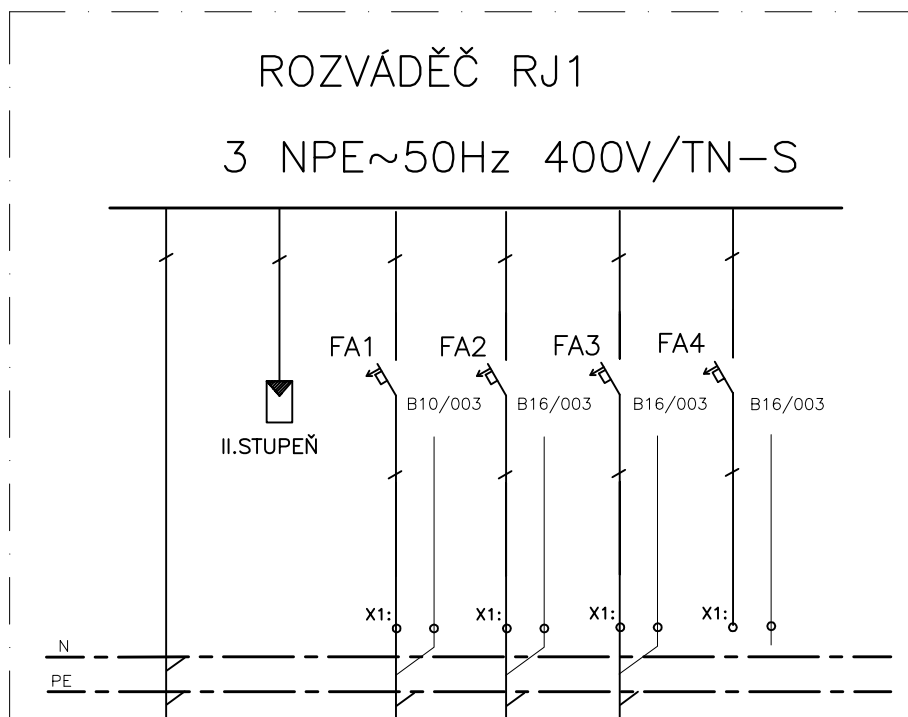 ROZVÁDĚČ RJ1
3 NPE~50Hz 400V/TN-S
FA1 FA2 FA3 FA4
B10/003 B16/003 B16/003 B16/003
II.STUPEŇ
X1: X1: X1: X1:
N
PE